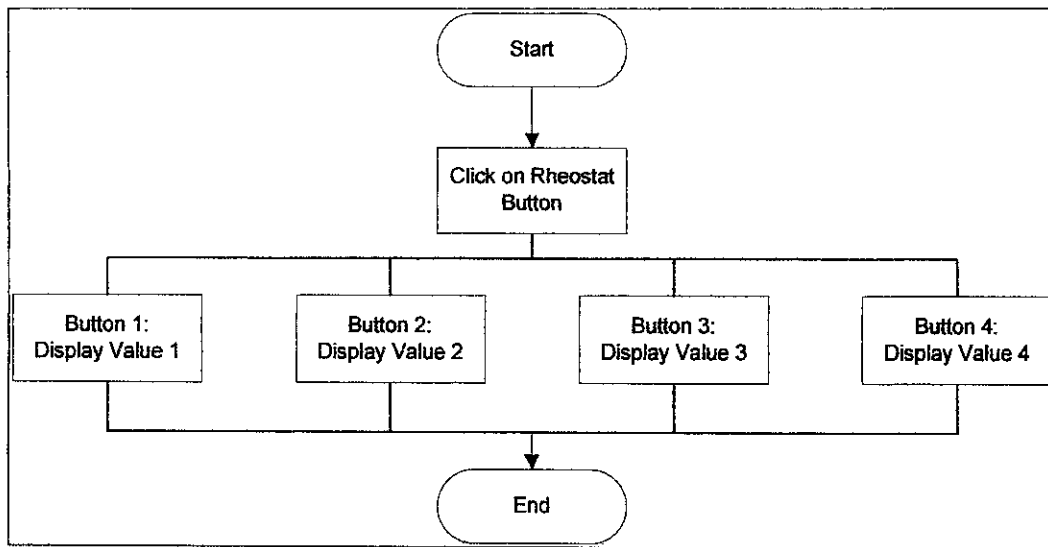 Start
Click on Rheostat
Button
Button 1:
Display Value 1
Button 2:
Display Value 2
Button 3:
Display Value 3
Button 4:
Display Value 4
End